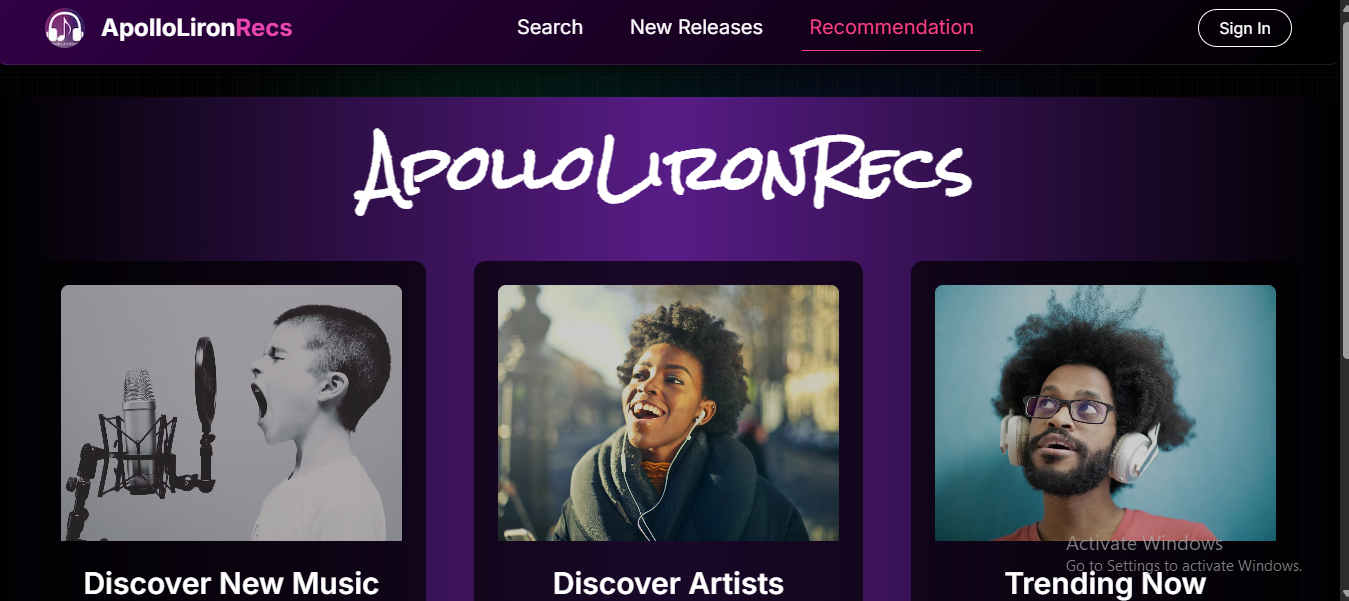 ApolloLironRecs
Search
New Releases
Recommendation
Sign In
ApolloLironRecs
Discover New Music
Discover Artists
Trending Now
Activate Windows
Go to Settings to activate Windows.